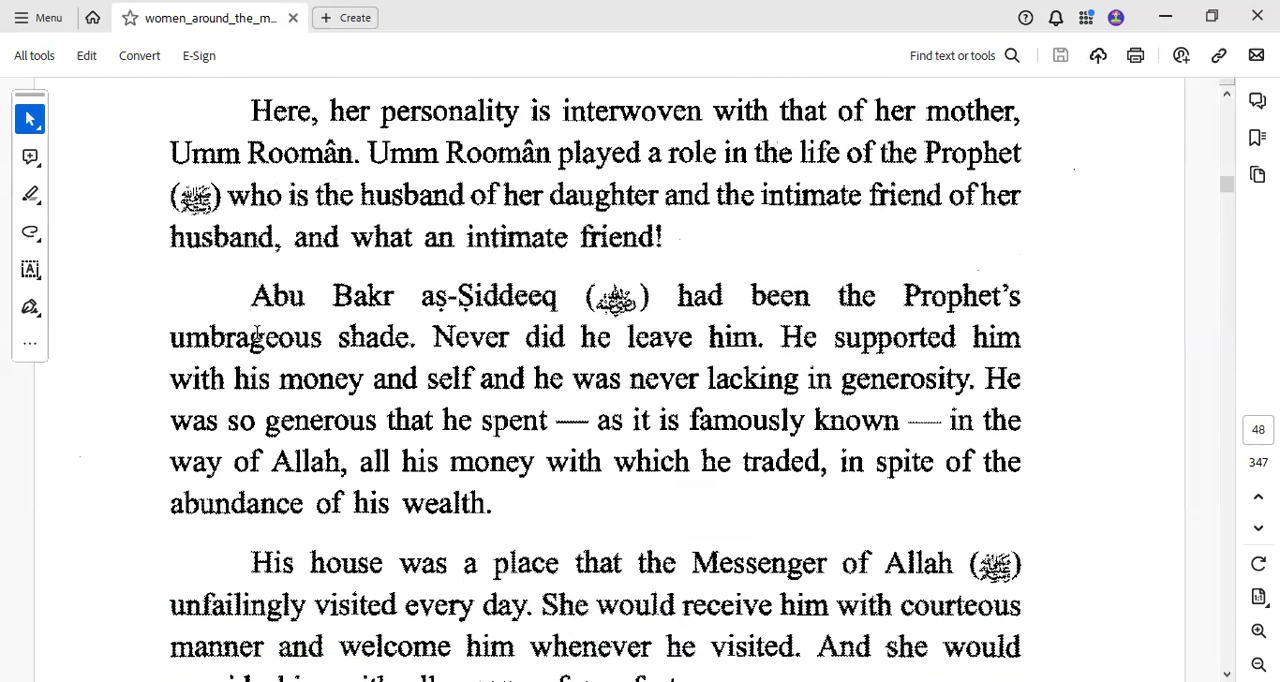 Menu
women_around_the_m...
Create
All tools
Edit
Convert
E-Sign
Find text or tools
Here, her personality is interwoven with that of her mother,
Umm Roomân. Umm Roomân played a role in the life of the Prophet
(ﷺ) who is the husband of her daughter and the intimate friend of her
husband, and what an intimate friend!
Abu Bakr aṣ-Ṣiddeeq () had been the Prophet's
umbrageous shade. Never did he leave him. He supported him
with his money and self and he was never lacking in generosity. He
was so generous that he spent — as it is famously known — in the
way of Allah, all his money with which he traded, in spite of the
abundance of his wealth.
His house was a place that the Messenger of Allah (ﷺ)
unfailingly visited every day. She would receive him with courteous
manner and welcome him whenever he visited. And she would
48
347